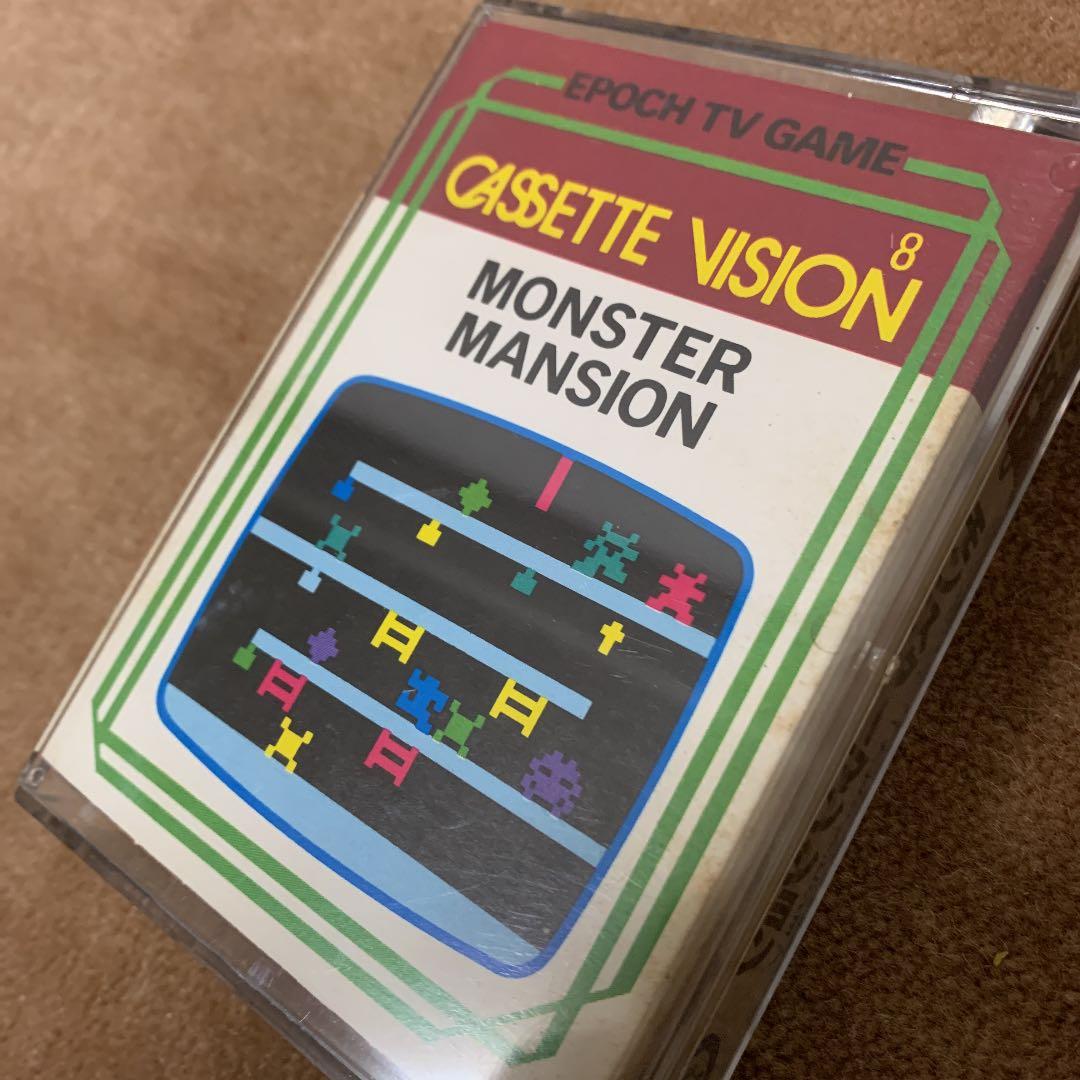 EPOCH TV GAME
CASSETTE VISION 8
MONSTER
MANSION